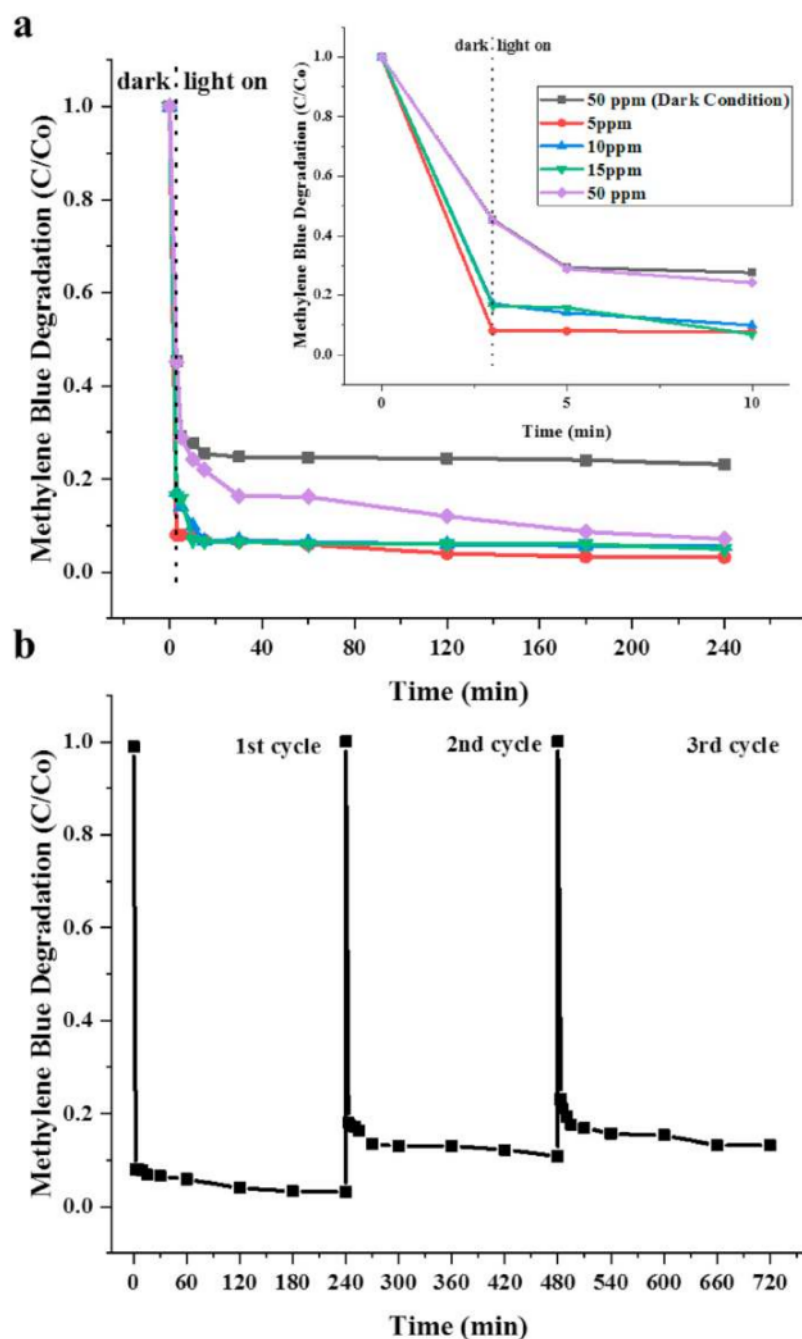 a
dark light on
Methylene Blue Degradation (C/Co)
1.0
0.8
0.6
0.4
0.2
0.0
0 40 80 120 160 200 240
Time (min)
dark light on
Methylene Blue Degradation (C/Co)
1.0
0.8
0.6
0.4
0.2
0.0
0 5 10
Time (min)
50 ppm (Dark Condition)
5ppm
10ppm
15ppm
50 ppm
b
1st cycle 2nd cycle 3rd cycle
Methylene Blue Degradation (C/Co)
1.0
0.8
0.6
0.4
0.2
0.0
0 60 120 180 240 300 360 420 480 540 600 660 720
Time (min)